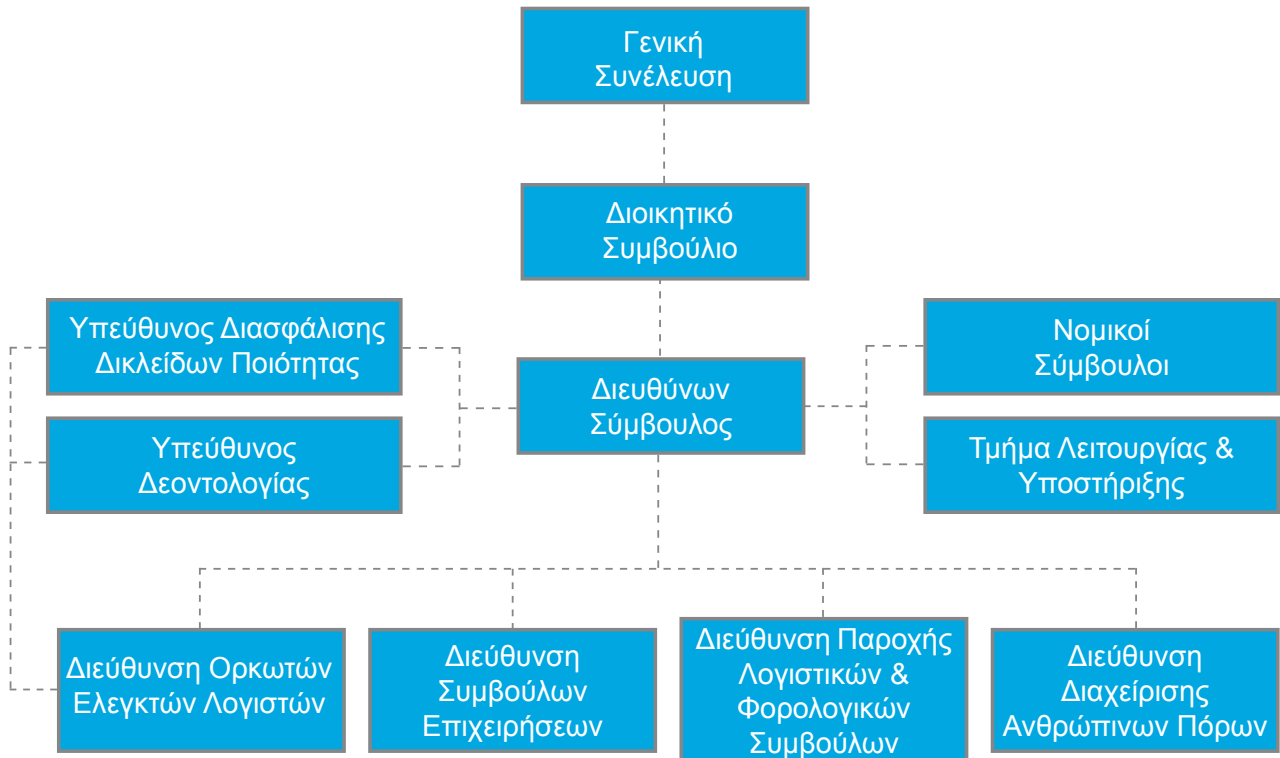 Γενική
Συνέλευση
Διοικητικό
Συμβούλιο
Υπεύθυνος Διασφάλισης
Δικλείδων Ποιότητας
Νομικοί
Σύμβουλοι
Διευθύνων
Σύμβουλος
Υπεύθυνος
Δεοντολογίας
Τμήμα Λειτουργίας &
Υποστήριξης
Διεύθυνση Ορκωτών
Ελεγκτών Λογιστών
Διεύθυνση
Συμβούλων
Επιχειρήσεων
Διεύθυνση Παροχής
Λογιστικών &
Φορολογικών
Συμβούλων
Διεύθυνση
Διαχείρισης
Ανθρώπινων Πόρων